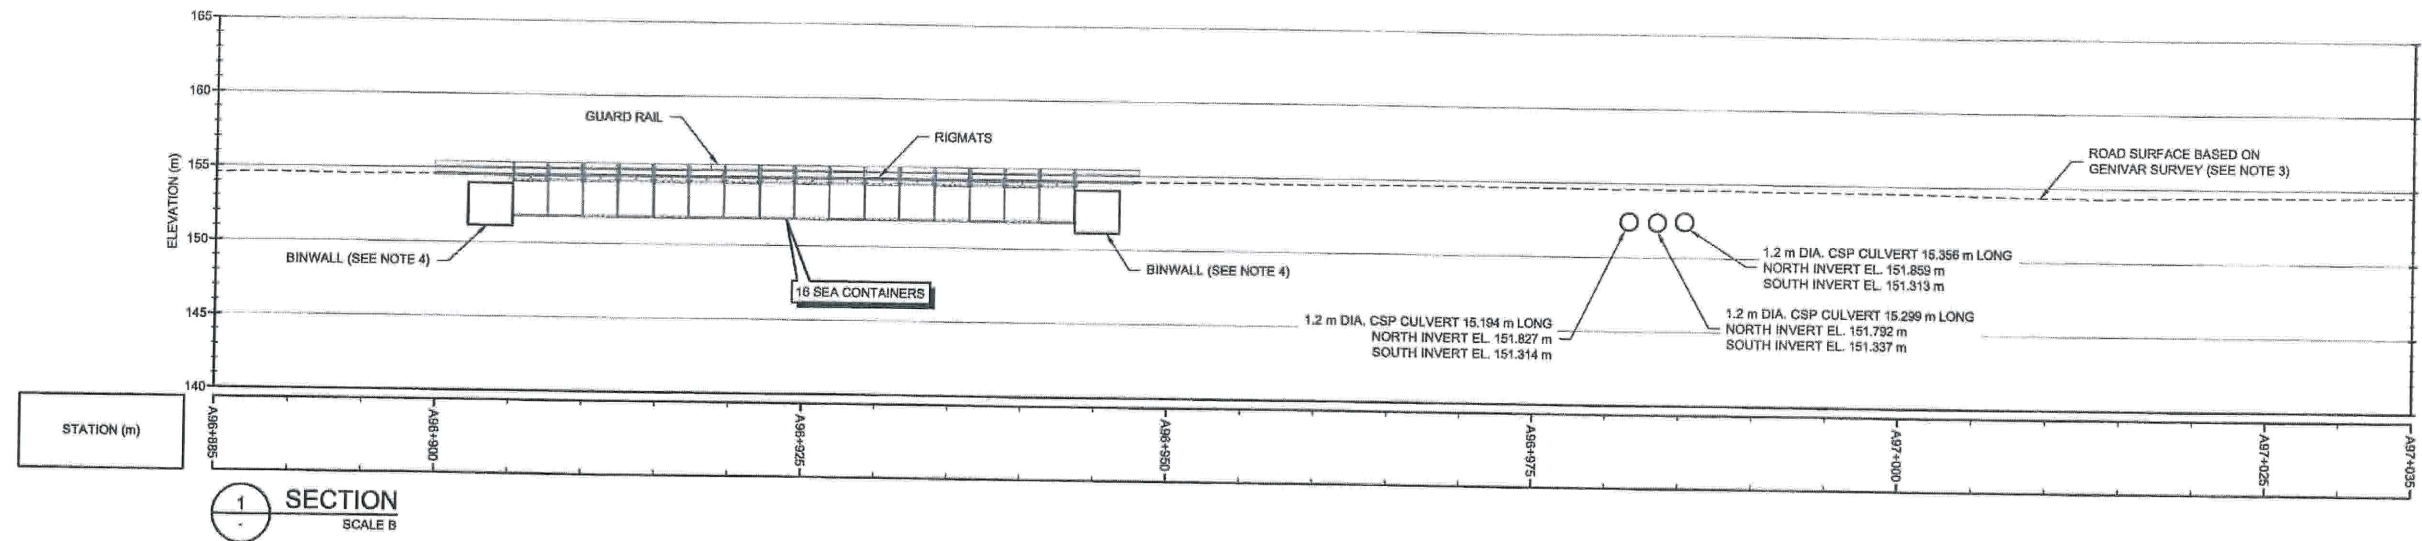 165
160
155
150
145
140
ELEVATION (m)
GUARD RAIL
RIGMATS
ROAD SURFACE BASED ON
GENIVAR SURVEY (SEE NOTE 3)
BINWALL (SEE NOTE 4)
BINWALL (SEE NOTE 4)
16 SEA CONTAINERS
1.2 m DIA. CSP CULVERT 15.356 m LONG
NORTH INVERT EL. 151.859 m
SOUTH INVERT EL. 151.313 m
1.2 m DIA. CSP CULVERT 15.194 m LONG
NORTH INVERT EL. 151.827 m
SOUTH INVERT EL. 151.314 m
1.2 m DIA. CSP CULVERT 15.299 m LONG
NORTH INVERT EL. 151.792 m
SOUTH INVERT EL. 151.337 m
STATION (m)
A96+885
A96+900
A96+925
A96+950
A96+975
A97+000
A97+025
A97+035
1
-
SECTION
SCALE B